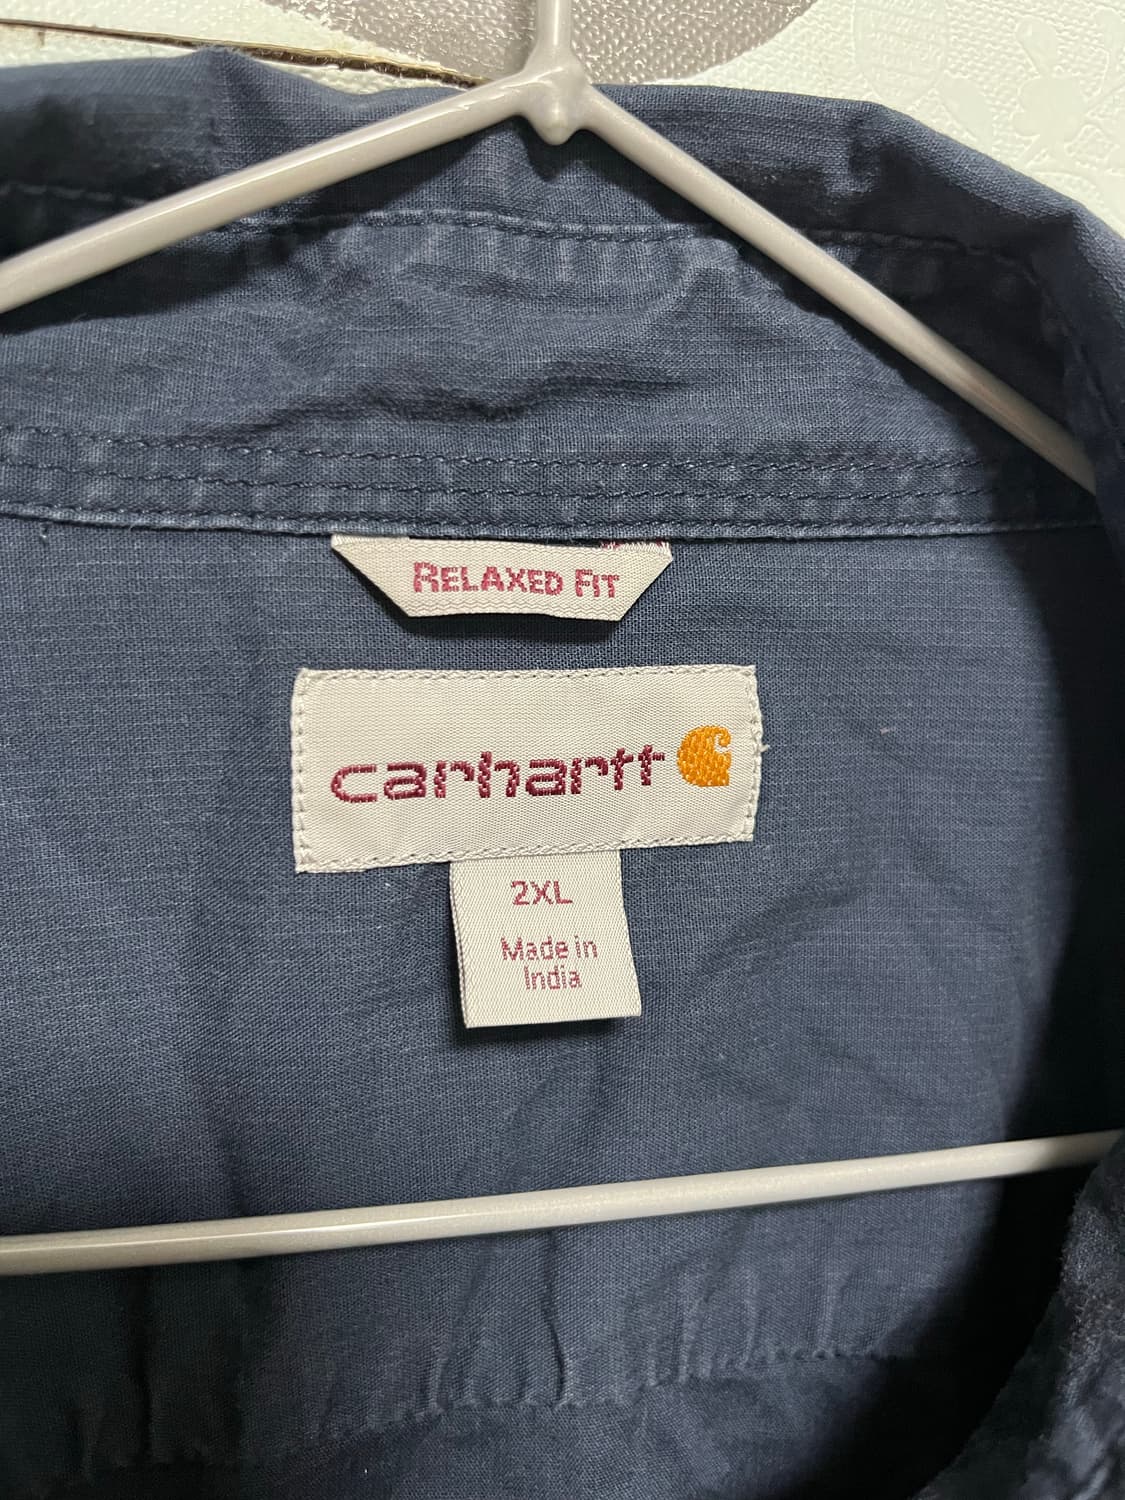 RELAXED FIT
carhartt
2XL
Made in
India